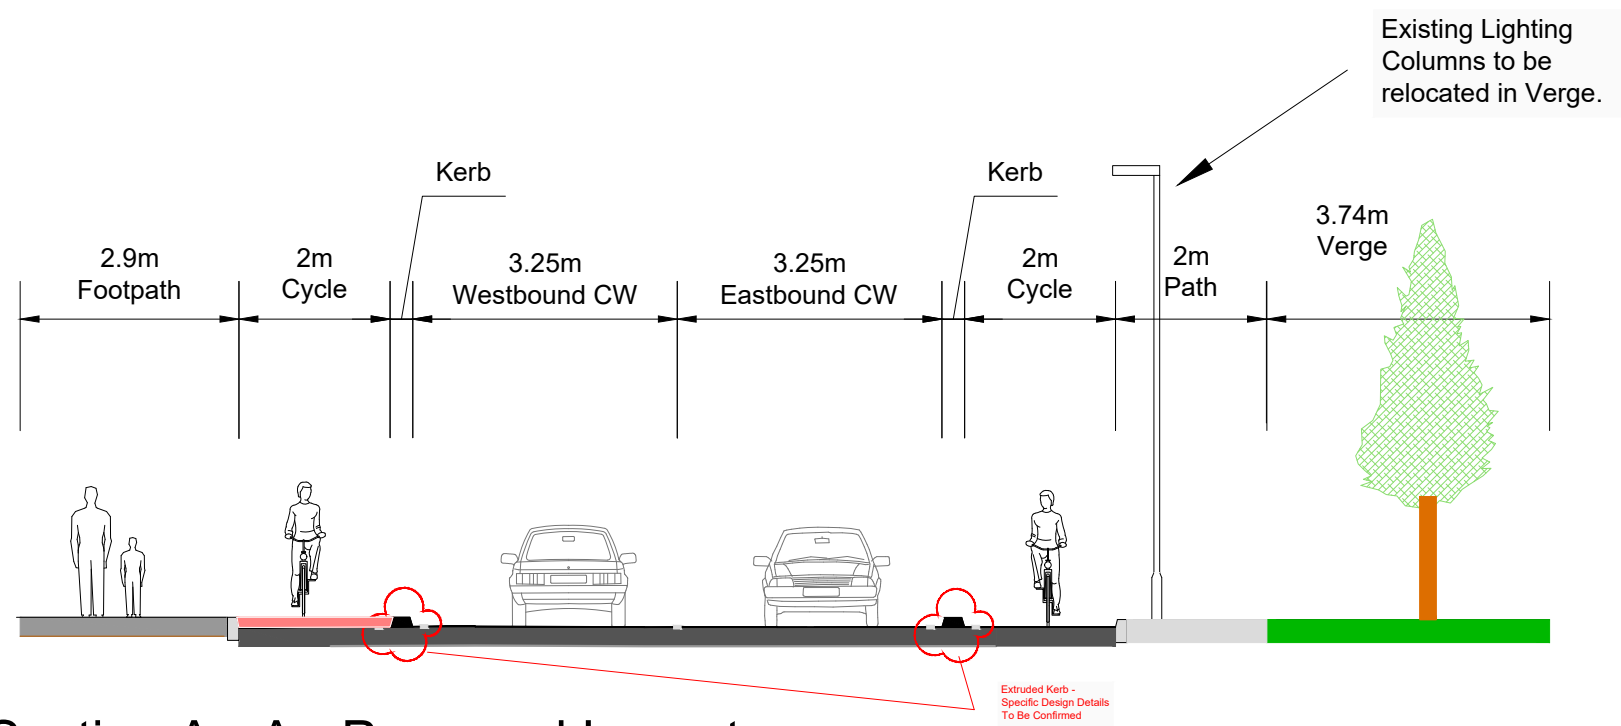 Existing Lighting
Columns to be
relocated in Verge.
Kerb
Kerb
2.9m
Footpath
2m
Cycle
3.25m
Westbound CW
3.25m
Eastbound CW
2m
Cycle
2m
Path
3.74m
Verge
Extruded Kerb -
Specific Design Details
To Be Confirmed